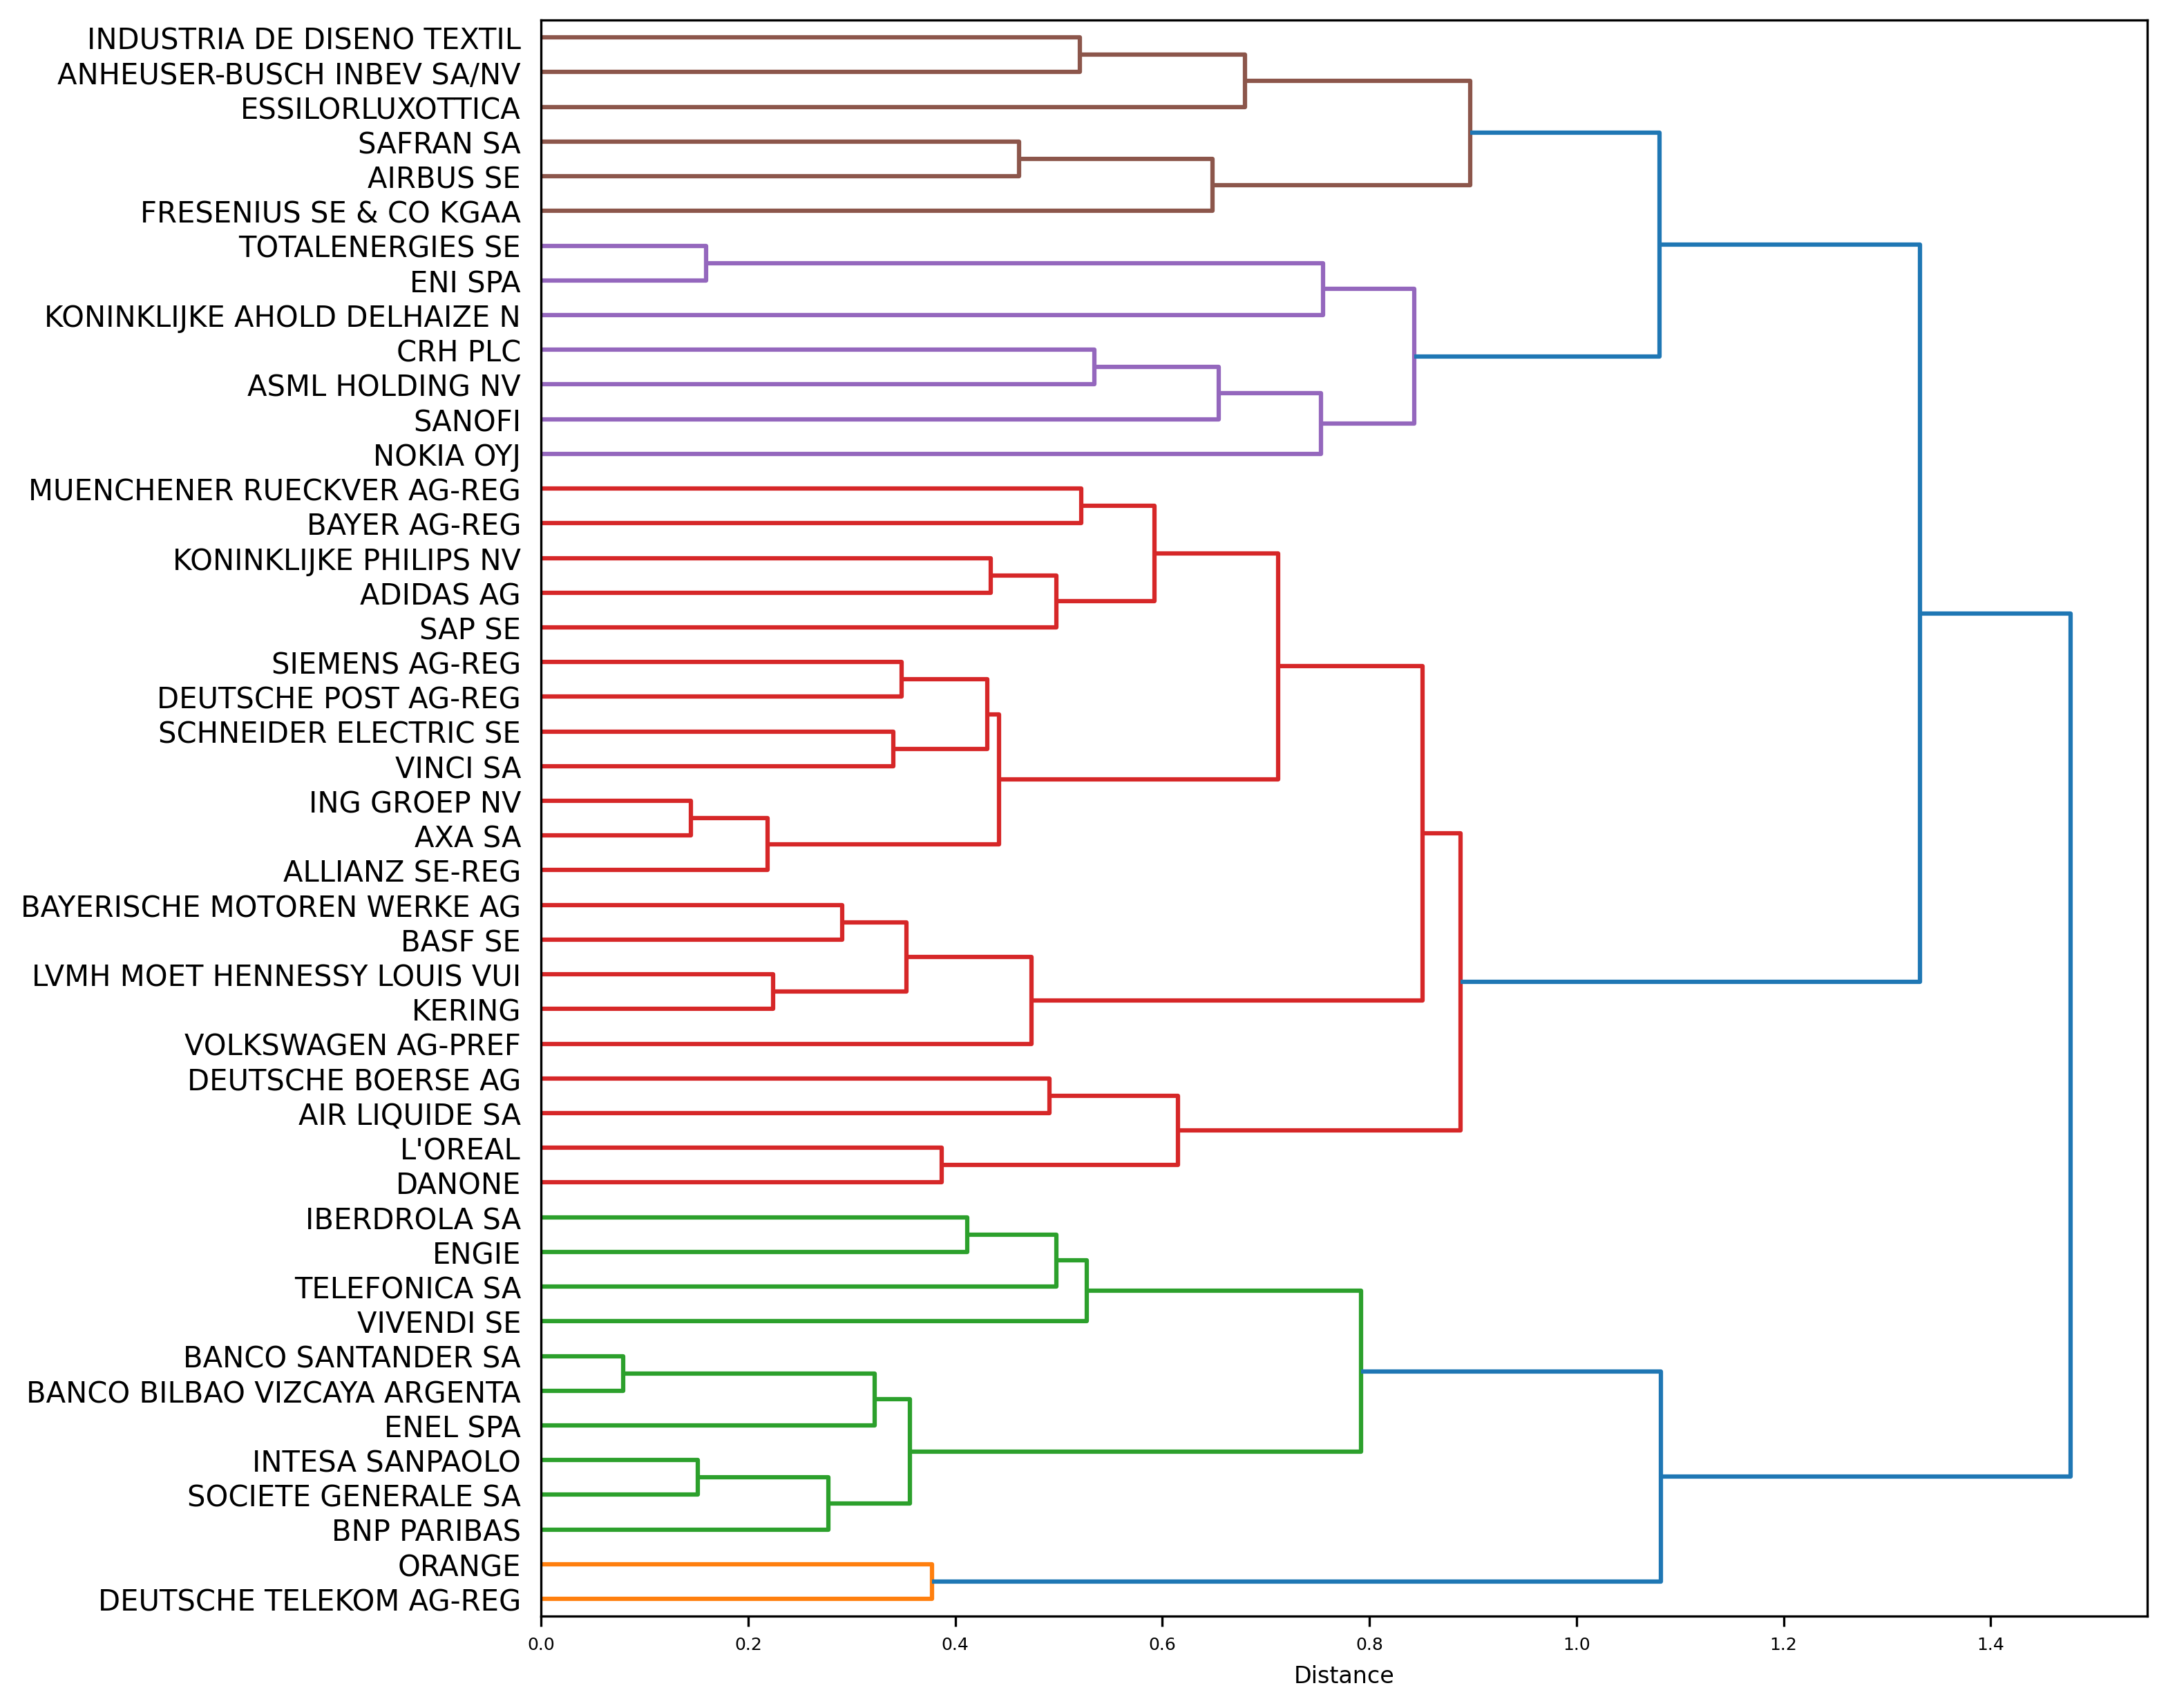 INDUSTRIA DE DISENO TEXTIL
ANHEUSER-BUSCH INBEV SA/NV
ESSILORLUXOTTICA
SAFRAN SA
AIRBUS SE
FRESENIUS SE & CO KGAA
TOTALENERGIES SE
ENI SPA
KONINKLIJKE AHOLD DELHAIZE N
CRH PLC
ASML HOLDING NV
SANOFI
NOKIA OYJ
MUENCHENER RUECKVER AG-REG
BAYER AG-REG
KONINKLIJKE PHILIPS NV
ADIDAS AG
SAP SE
SIEMENS AG-REG
DEUTSCHE POST AG-REG
SCHNEIDER ELECTRIC SE
VINCI SA
ING GROEP NV
AXA SA
ALLIANZ SE-REG
BAYERISCHE MOTOREN WERKE AG
BASF SE
LVMH MOET HENNESSY LOUIS VUI
KERING
VOLKSWAGEN AG-PREF
DEUTSCHE BOERSE AG
AIR LIQUIDE SA
L'OREAL
DANONE
IBERDROLA SA
ENGIE
TELEFONICA SA
VIVENDI SE
BANCO SANTANDER SA
BANCO BILBAO VIZCAYA ARGENTA
ENEL SPA
INTESA SANPAOLO
SOCIETE GENERALE SA
BNP PARIBAS
ORANGE
DEUTSCHE TELEKOM AG-REG
0.0 0.2 0.4 0.6 0.8 1.0 1.2 1.4
Distance